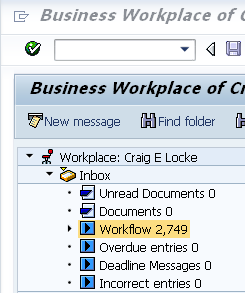 Business Workplace of C
Business Workplace of Cr
New message Find folder
Workplace: Craig E Locke
Inbox
Unread Documents 0
Documents 0
Workflow 2,749
Overdue entries 0
Deadline Messages 0
Incorrect entries 0